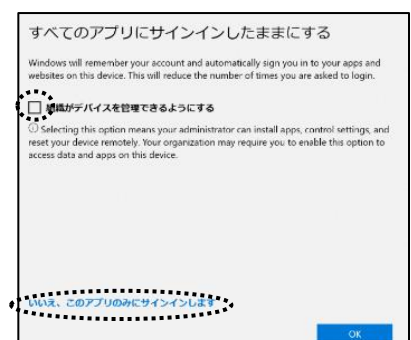 すべてのアプリにサインインしたままにする
Windows will remember your account and automatically sign you in to your apps and
websites on this device. This will reduce the number of times you are asked to login.
組織がデバイスを管理できるようにする
Selecting this option means your administrator can install apps, control settings, and
reset your device remotely. Your organization may require you to enable this option to
access data and apps on this device.
いいえ、このアプリのみにサインインします
OK